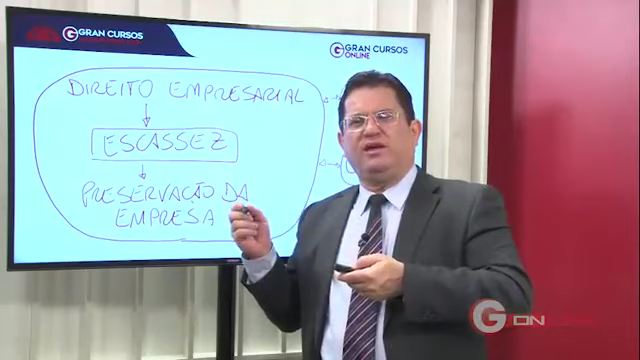 GRAN CURSOS
GRAN CURSOS
ONLINE
DIREITO EMPRESARIAL
ESCASSEZ
PRESERVAÇÃO DA
EMPRESA
G ONLINE